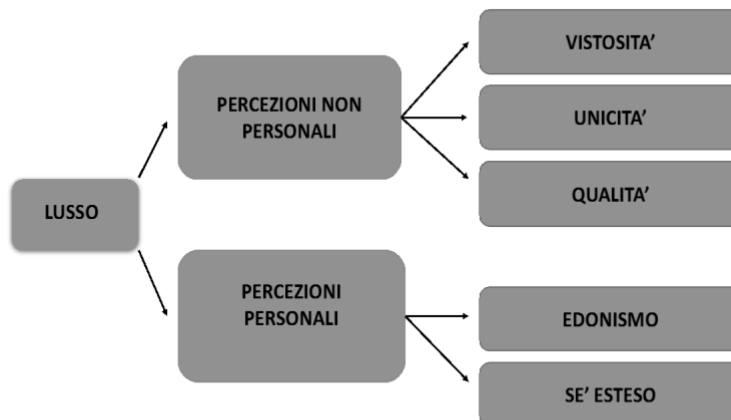 LUSSO
PERCEZIONI NON
PERSONALI
VISTOSITA’
UNICITA’
QUALITA’
PERCEZIONI
PERSONALI
EDONISMO
SE’ ESTESO